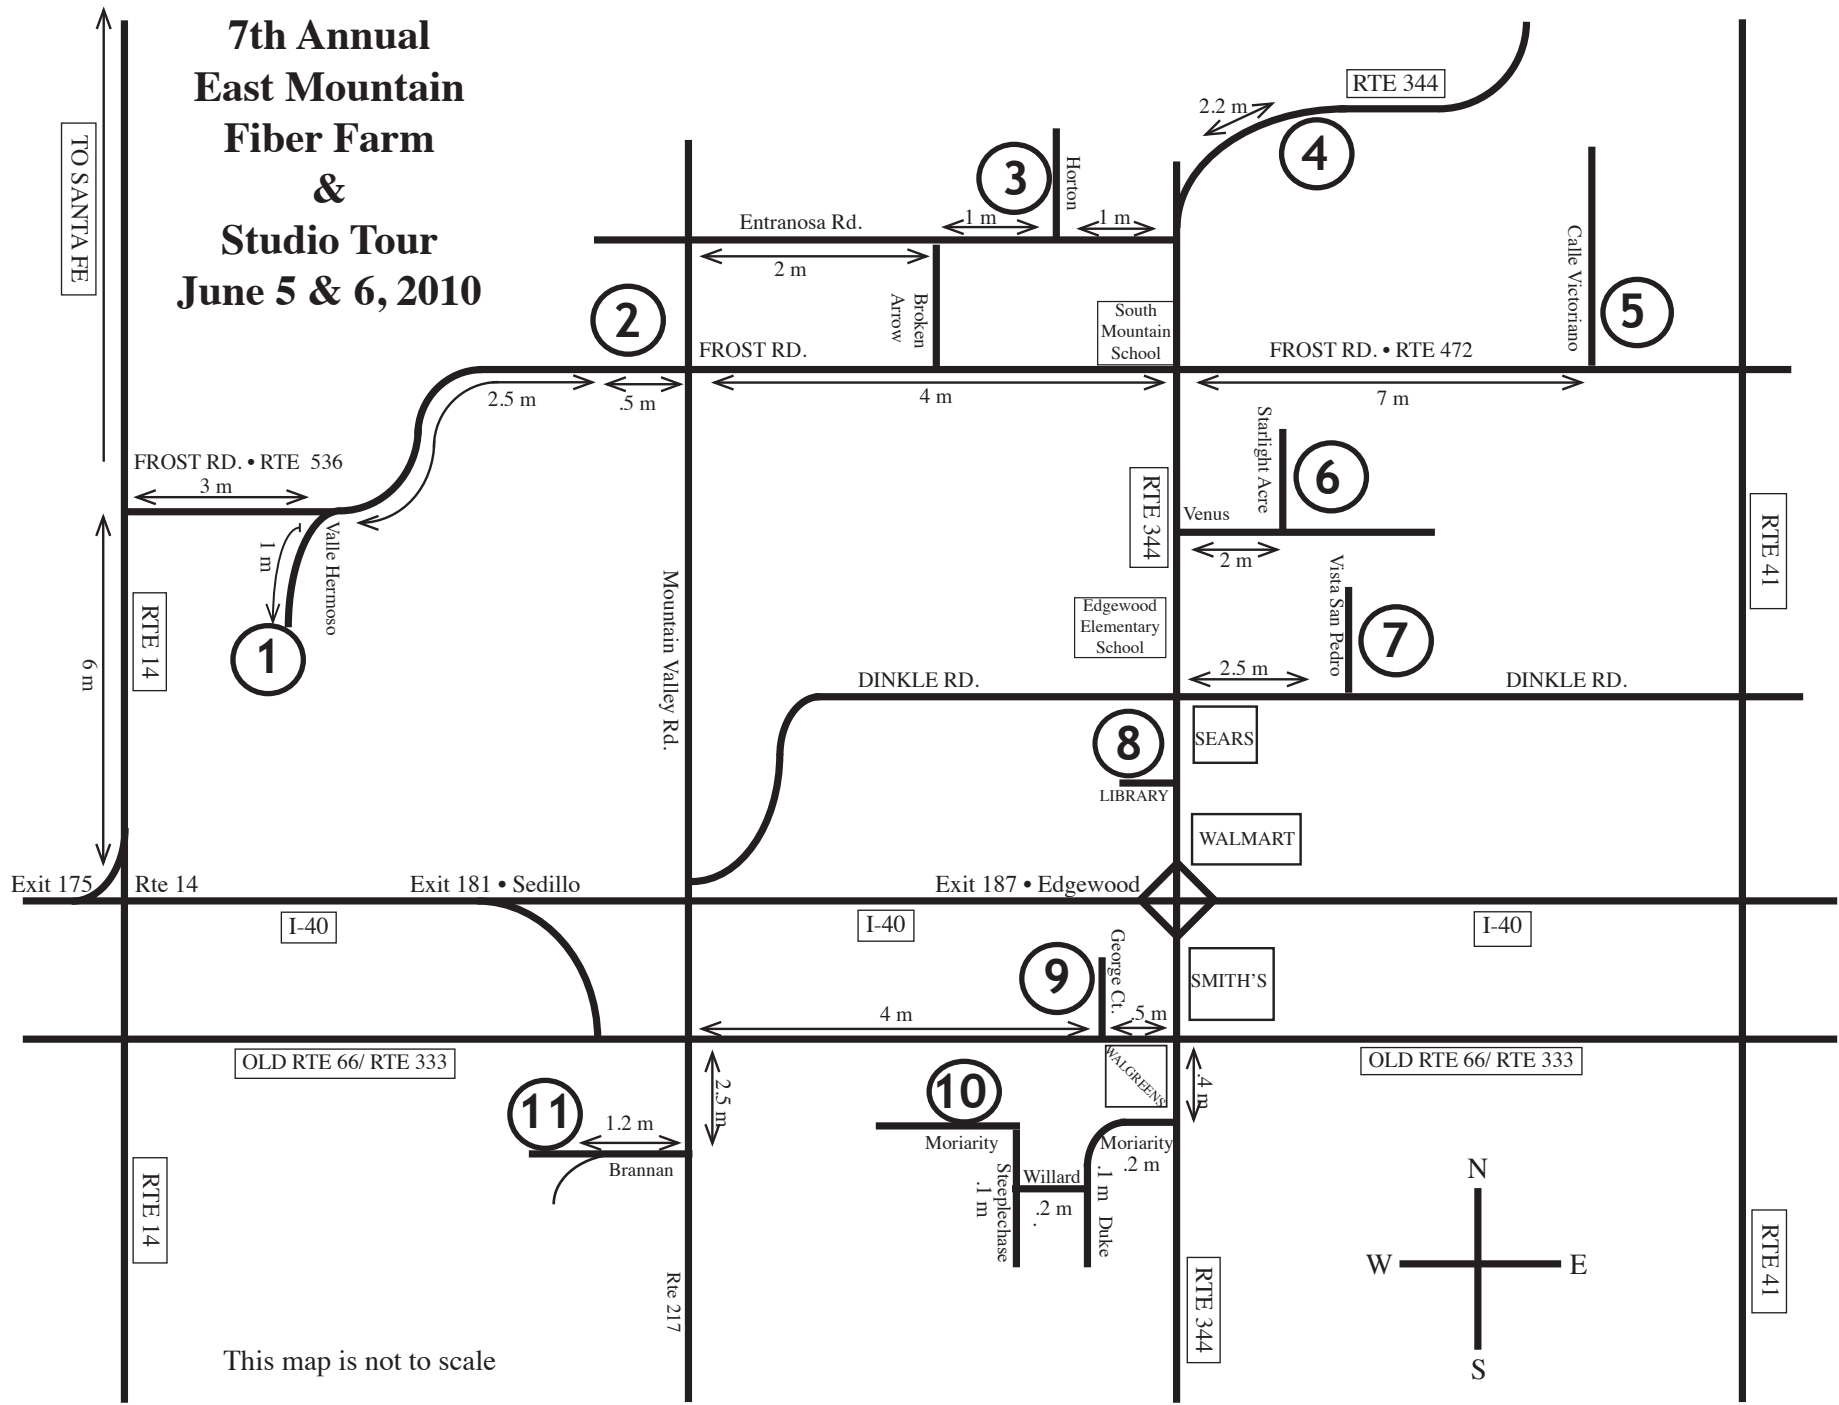 7th Annual
East Mountain
Fiber Farm
&
Studio Tour
June 5 & 6, 2010
TO SANTA FE
RTE 344
2.2 m
4
3
Horton
1 m
1 m
Entranosa Rd.
2 m
Broken
Arrow
South
Mountain
School
Calle Victoriano
5
2
FROST RD.
FROST RD. • RTE 472
2.5 m
.5 m
4 m
7 m
FROST RD. • RTE 536
3 m
Starlight Acre
6
Venus
2 m
RTE 344
RTE 41
1 m
Valle Hermoso
1
RTE 14
6 m
Mountain Valley Rd.
Edgewood
Elementary
School
Vista San Pedro
7
2.5 m
DINKLE RD.
DINKLE RD.
8
LIBRARY
SEARS
WALMART
Exit 175
Rte 14
Exit 181 • Sedillo
Exit 187 • Edgewood
I-40
I-40
I-40
9
George Ct.
SMITH'S
4 m
.5 m
OLD RTE 66/ RTE 333
OLD RTE 66/ RTE 333
WALGREENS
.4 m
2.5 m
10
11
1.2 m
Brannan
Moriarity
Moriarity
.2 m
Willard
.2 m
.
Steeplechase
.1 m
.1 m Duke
RTE 14
Rte 217
RTE 344
RTE 41
N
W
E
S
This map is not to scale